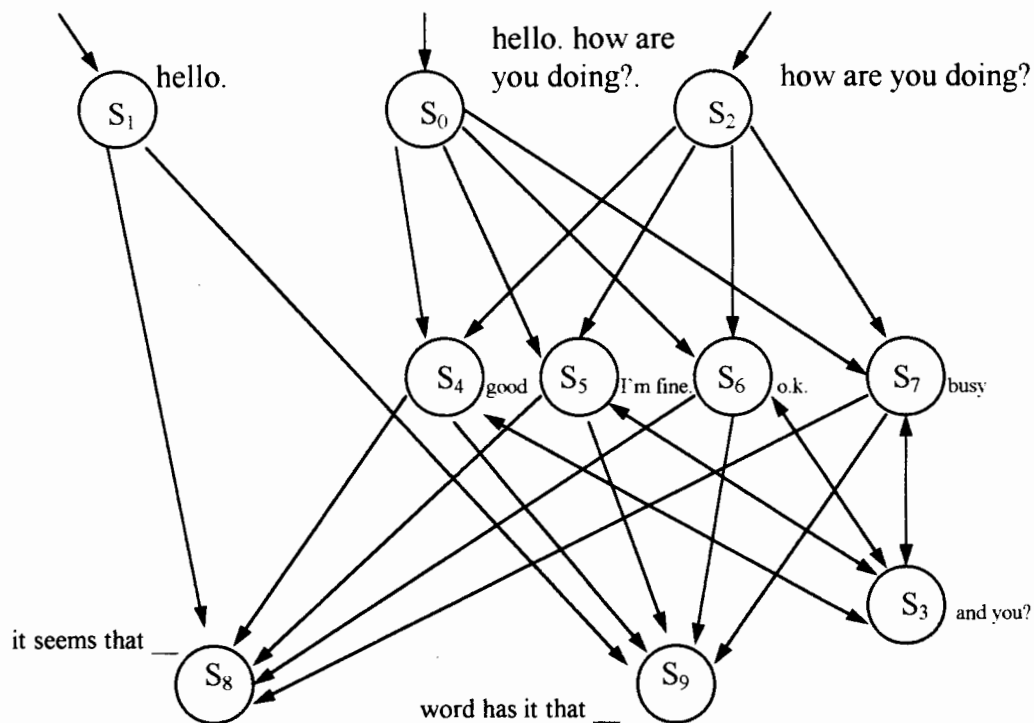 hello.
hello. how are
you doing?.
how are you doing?
S1
S0
S2
S4
good
S5
I'm fine.
S6
o.k.
S7
busy
S3
and you?
it seems that __
S8
S9
word has it that __